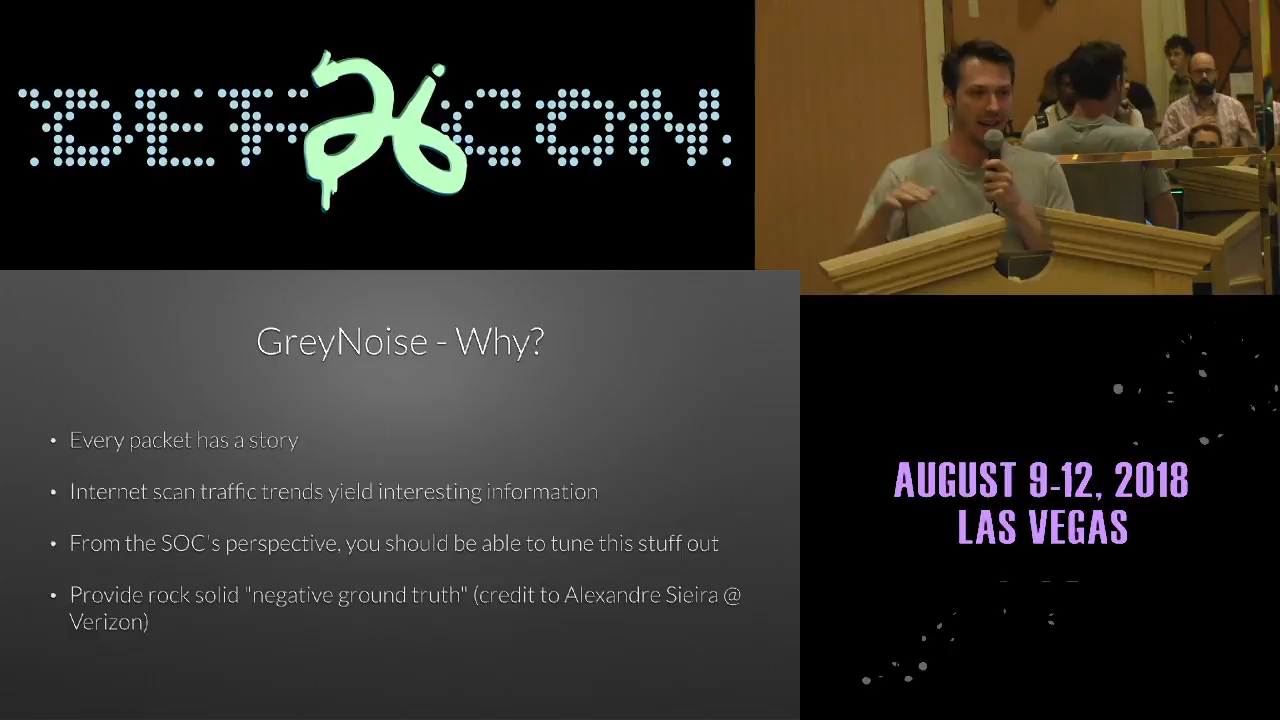 DEF 26 CON
GreyNoise - Why?
• Every packet has a story
• Internet scan traffic trends yield interesting information
• From the SOC's perspective, you should be able to tune this stuff out
• Provide rock solid "negative ground truth" (credit to Alexandre Sieira @
Verizon)
AUGUST 9-12, 2018
LAS VEGAS